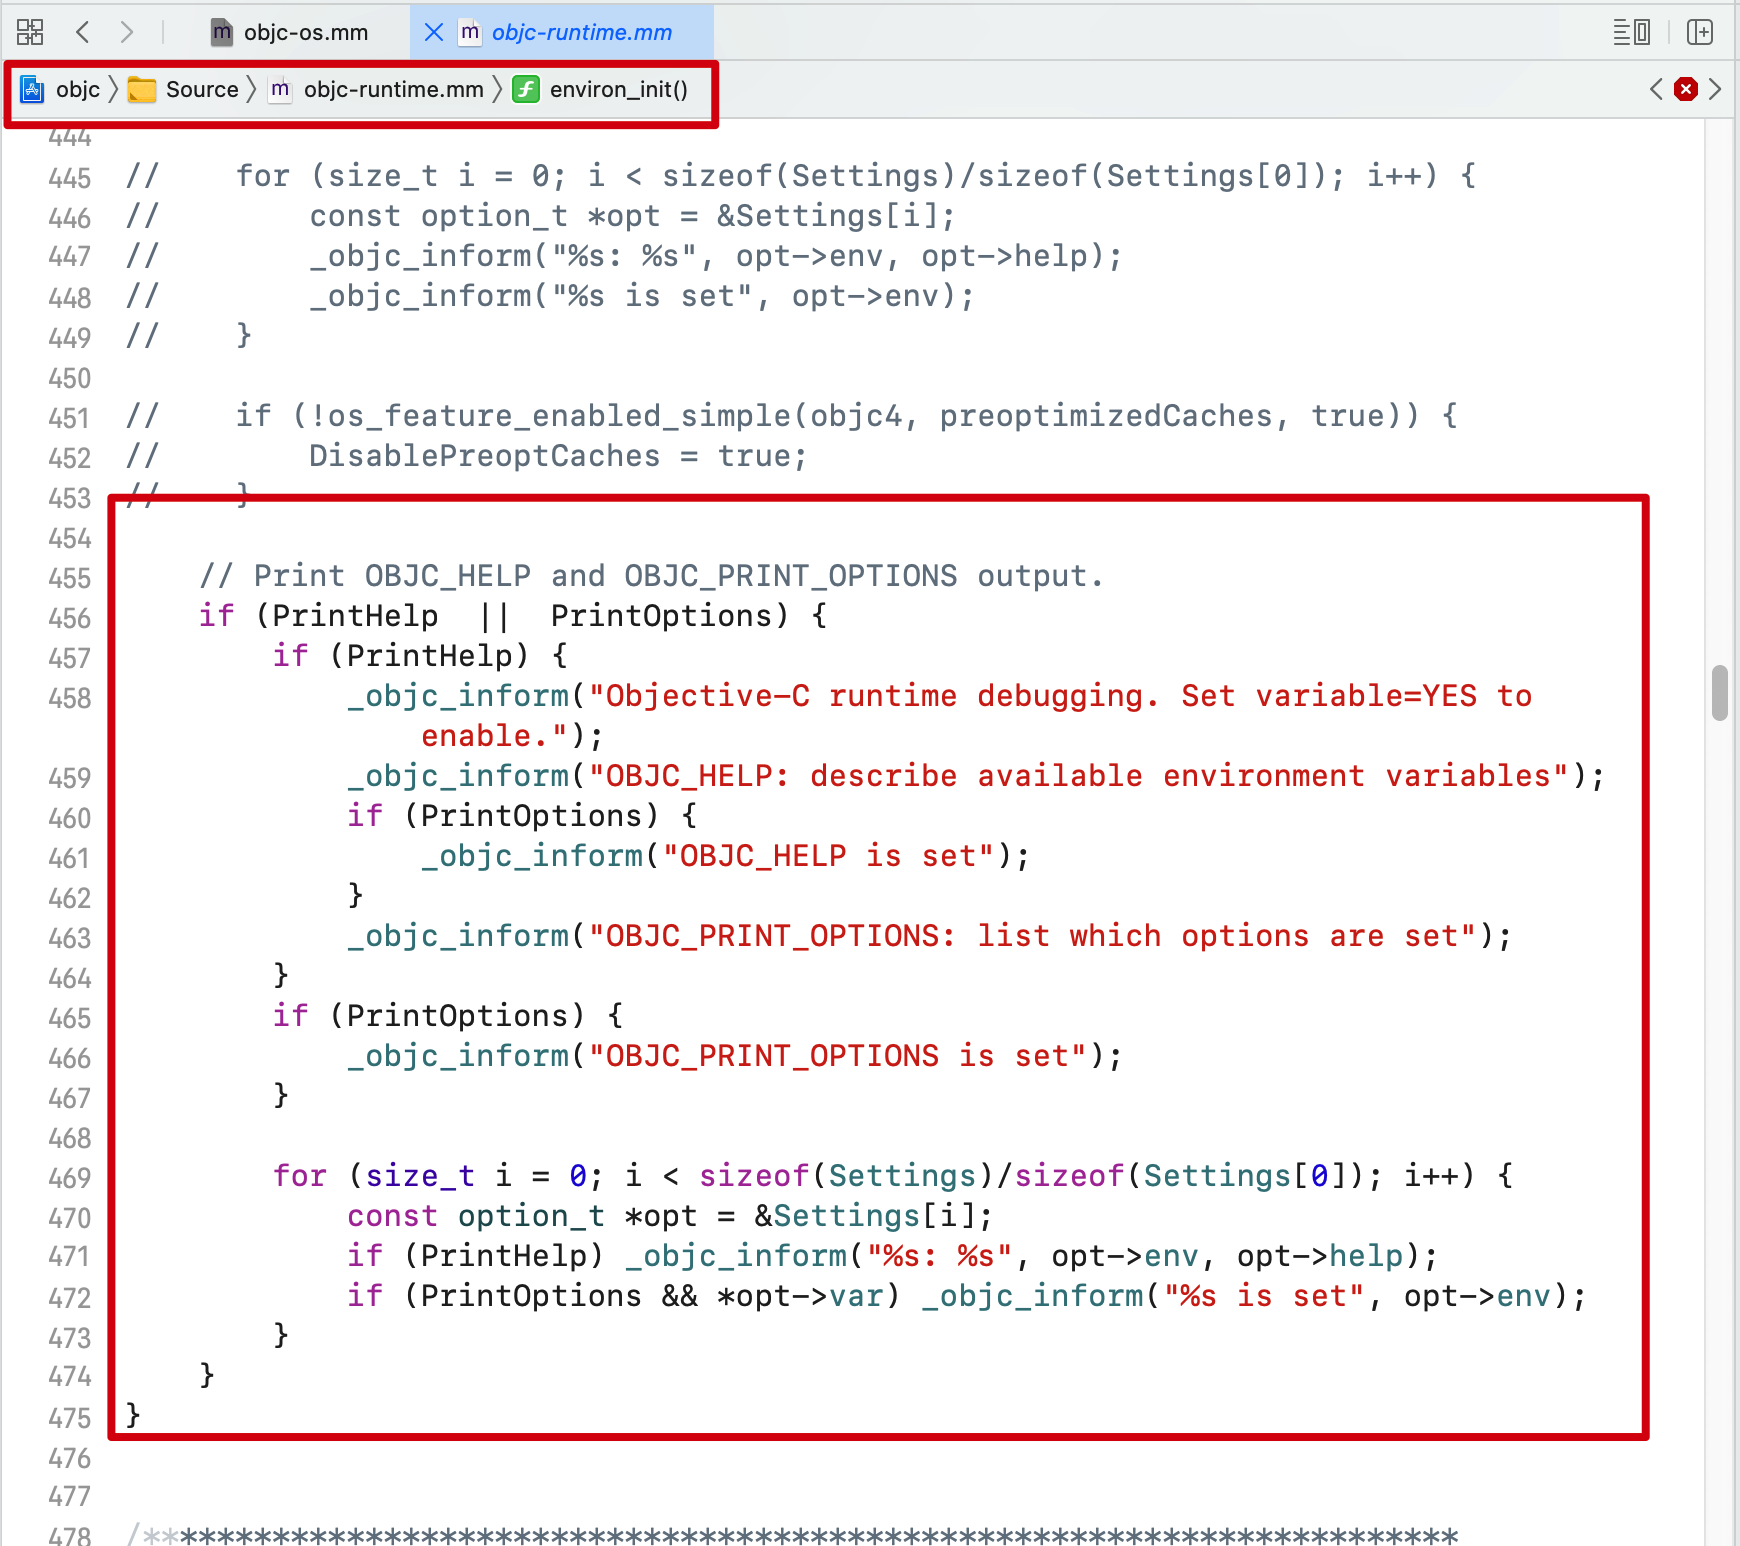 objc-os.mm objc-runtime.mm
objc Source objc-runtime.mm environ_init()
444
445 //    for (size_t i = 0; i < sizeof(Settings)/sizeof(Settings[0]); i++) {
446 //        const option_t *opt = &Settings[i];
447 //        _objc_inform("%s: %s", opt->env, opt->help);
448 //        _objc_inform("%s is set", opt->env);
449 //    }
450
451 //    if (!os_feature_enabled_simple(objc4, preoptimizedCaches, true)) {
452 //        DisablePreoptCaches = true;
453 //    }
454
455     // Print OBJC_HELP and OBJC_PRINT_OPTIONS output.
456     if (PrintHelp  ||  PrintOptions) {
457         if (PrintHelp) {
458             _objc_inform("Objective-C runtime debugging. Set variable=YES to
enable.");
459             _objc_inform("OBJC_HELP: describe available environment variables");
460             if (PrintOptions) {
461                 _objc_inform("OBJC_HELP is set");
462             }
463             _objc_inform("OBJC_PRINT_OPTIONS: list which options are set");
464         }
465         if (PrintOptions) {
466             _objc_inform("OBJC_PRINT_OPTIONS is set");
467         }
468
469         for (size_t i = 0; i < sizeof(Settings)/sizeof(Settings[0]); i++) {
470             const option_t *opt = &Settings[i];
471             if (PrintHelp) _objc_inform("%s: %s", opt->env, opt->help);
472             if (PrintOptions && *opt->var) _objc_inform("%s is set", opt->env);
473         }
474     }
475 }
476
477
478 /***********************************************************************